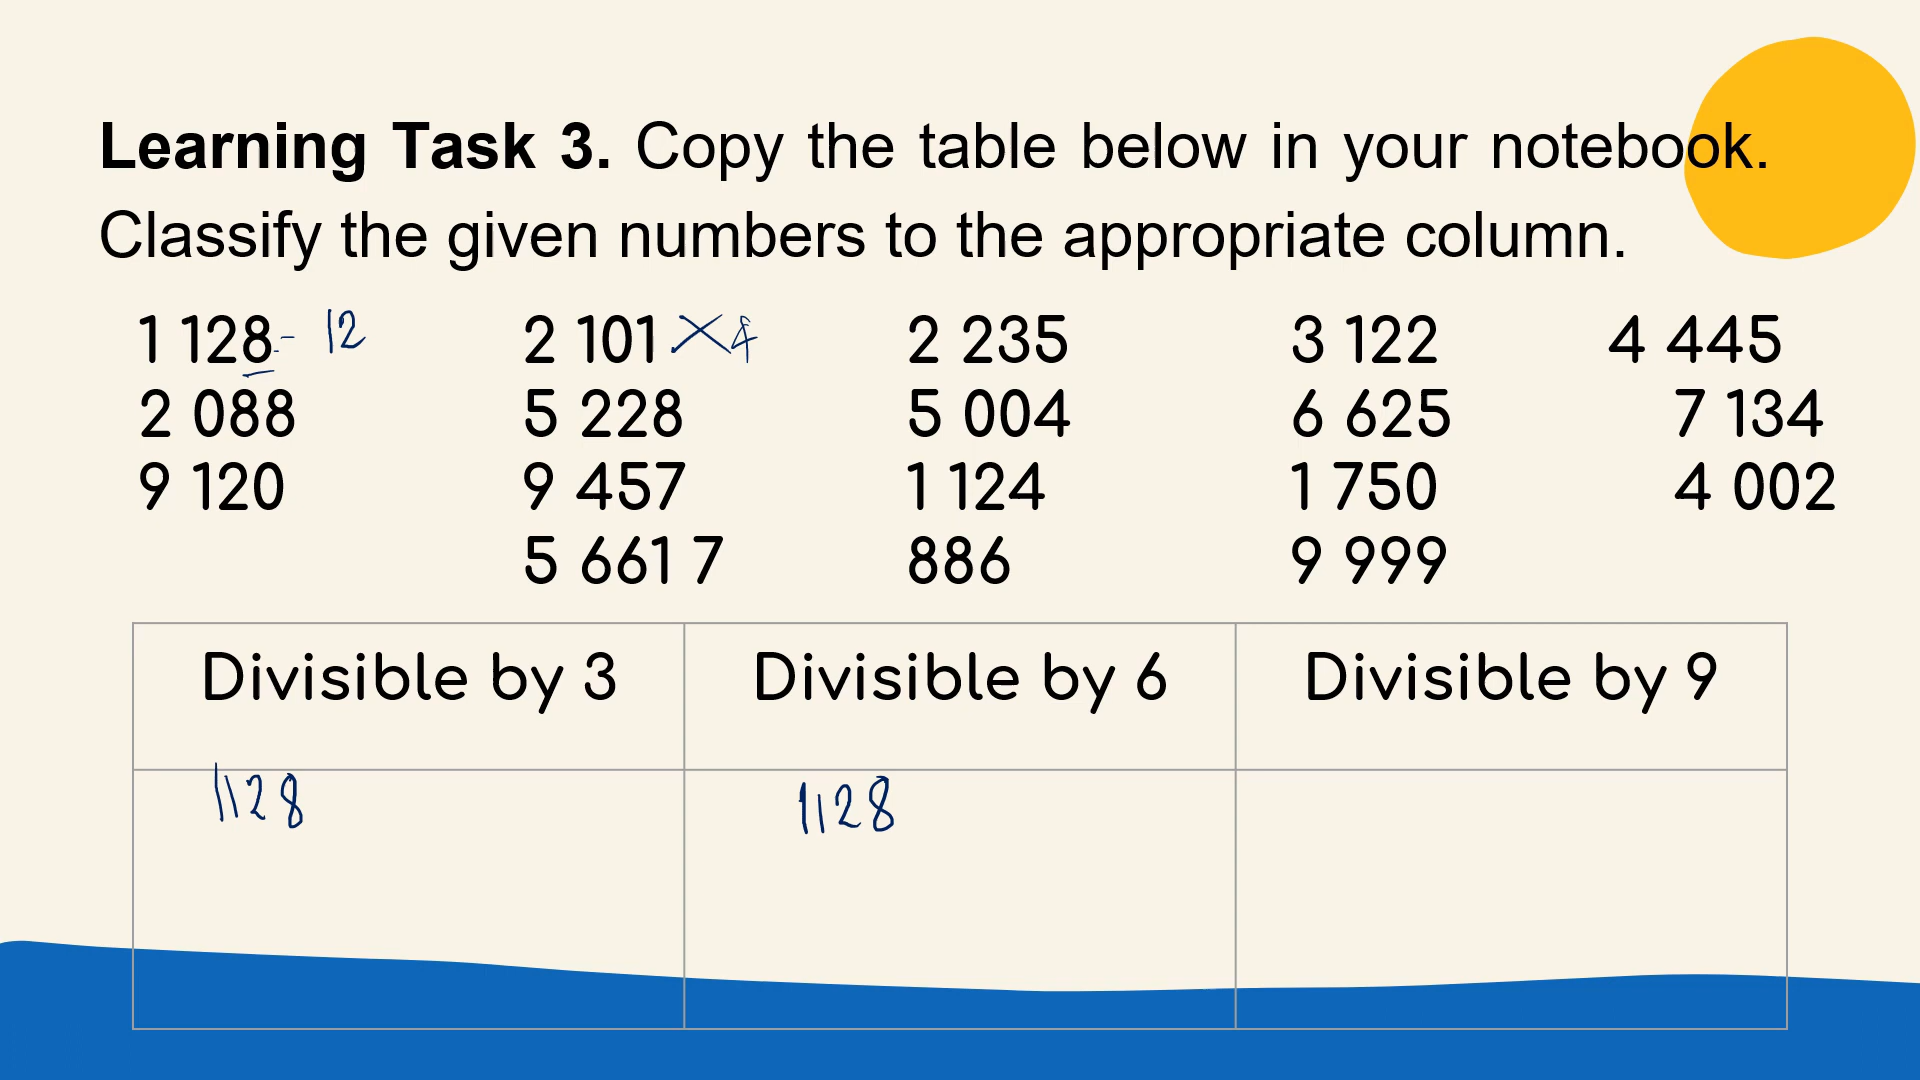 Learning Task 3. Copy the table below in your notebook.
Classify the given numbers to the appropriate column.
1 128 - 12 2 101 X 4 2 235 3 122 4 445
2 088 5 228 5 004 6 625 7 134
9 120 9 457 1 124 1 750 4 002
5 661 7 886 9 999
Divisible by 3 Divisible by 6 Divisible by 9
1128 1128